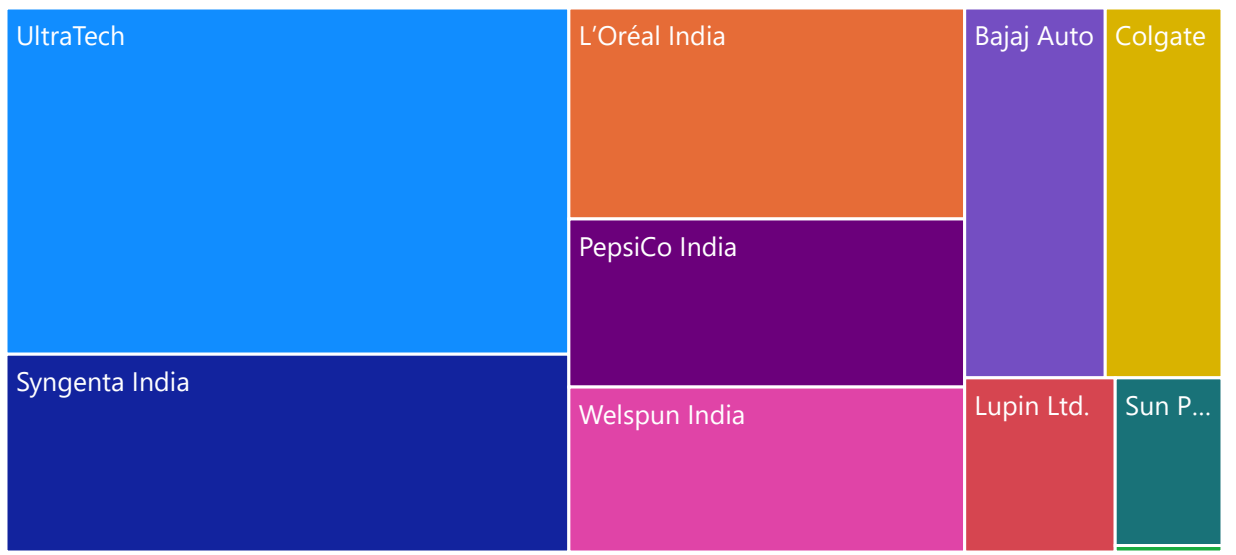 UltraTech
Syngenta India
L’Oréal India
PepsiCo India
Welspun India
Bajaj Auto
Colgate
Lupin Ltd.
Sun P...